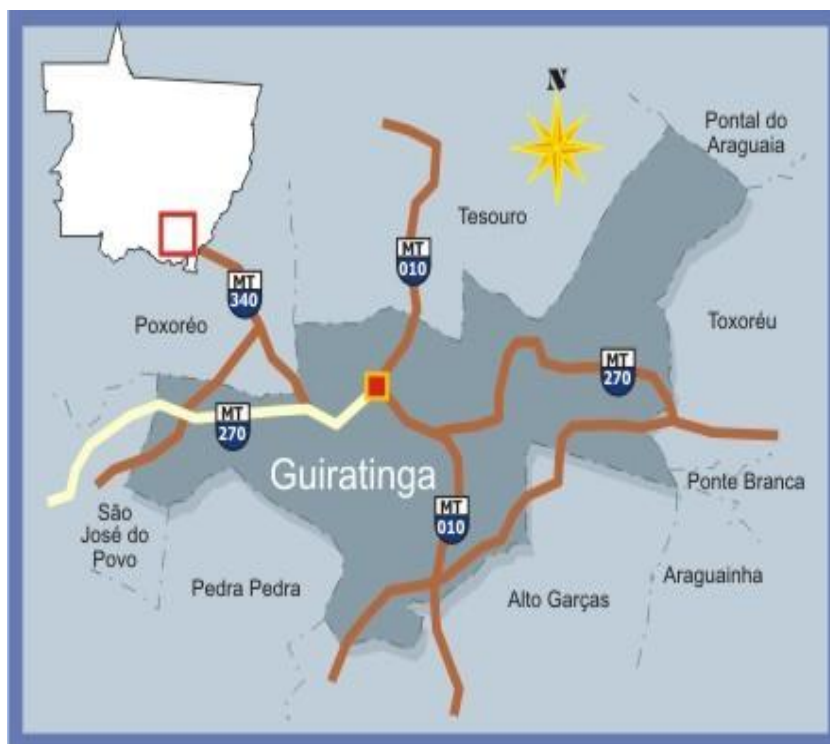 N
Pontal do
Araguaia
Tesouro
MT
010
MT
340
Poxoréo
Toxoréu
MT
270
MT
270
Guiratinga
Ponte Branca
São
José do
Povo
MT
010
Araguainha
Pedra Pedra
Alto Garças